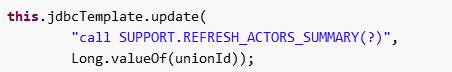 this.jdbcTemplate.update(
"call SUPPORT.REFRESH_ACTORS_SUMMARY(?)",
Long.valueOf(unionId));